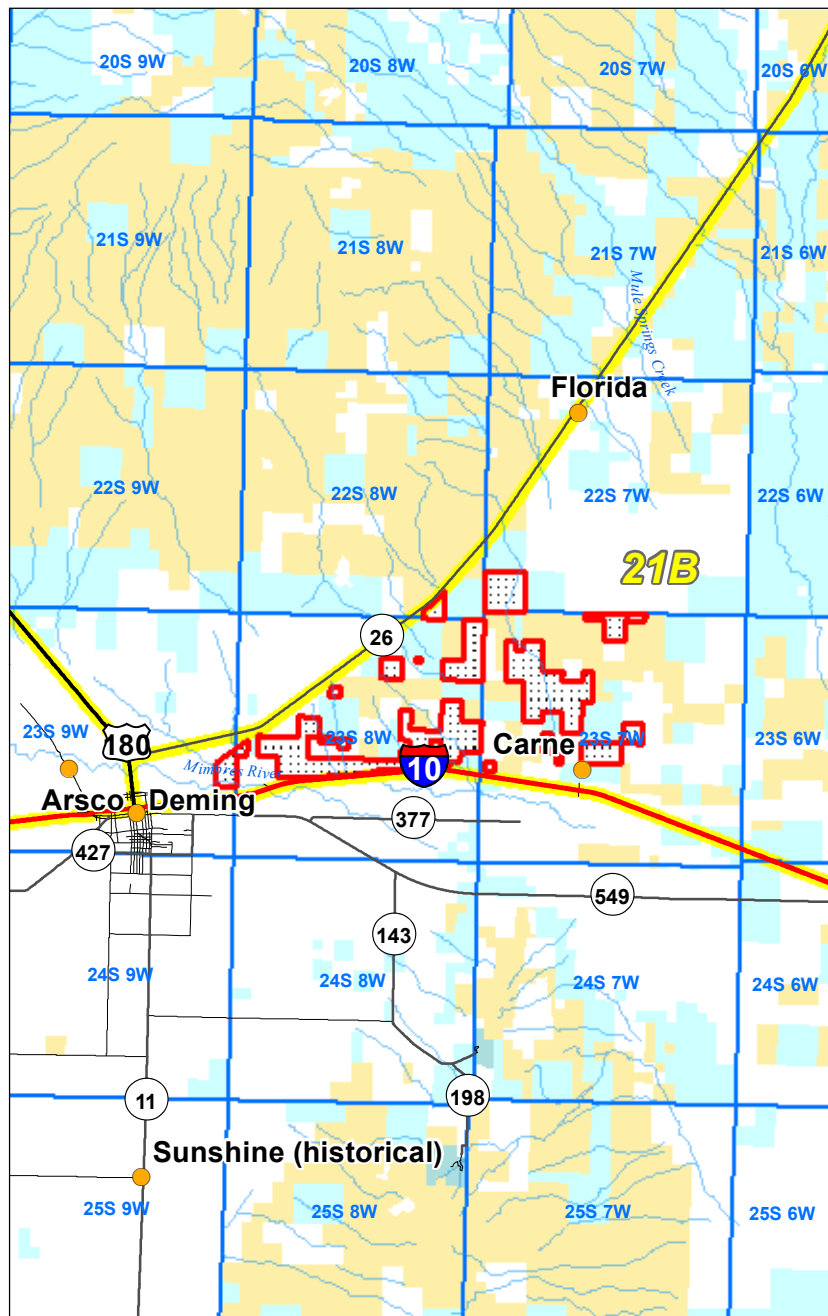 20S 9W
20S 8W
20S 7W
20S 6W
21S 9W
21S 8W
21S 7W
21S 6W
Mule Springs Creek
Florida
22S 9W
22S 8W
22S 7W
22S 6W
21B
26
23S 9W
180
23S 8W
Carne
23S 7W
23S 6W
Mimbres River
10
Arsco
Deming
377
427
549
143
24S 9W
24S 8W
24S 7W
24S 6W
11
198
Sunshine (historical)
25S 9W
25S 8W
25S 7W
25S 6W